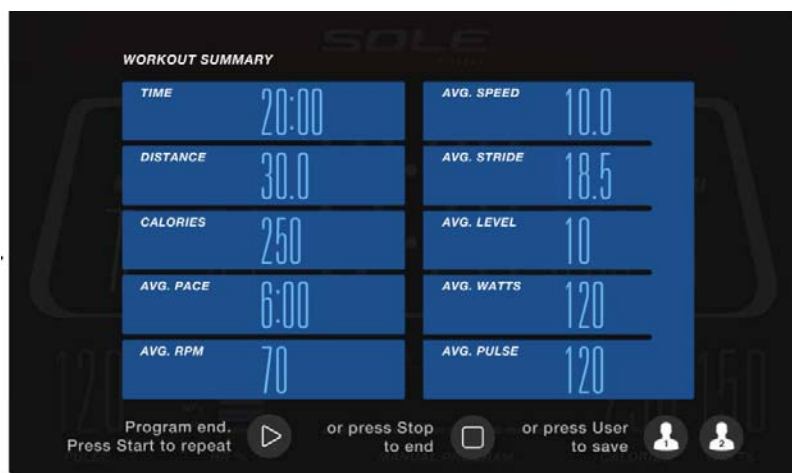 SOLE
WORKOUT SUMMARY
TIME 20:00
AVG. SPEED 10.0
DISTANCE 30.0
AVG. STRIDE 18.5
CALORIES 250
AVG. LEVEL 10
AVG. PACE 6:00
AVG. WATTS 120
AVG. RPM 70
AVG. PULSE 120
Program end.
Press Start to repeat
or press Stop
to end
or press User
to save
1
2